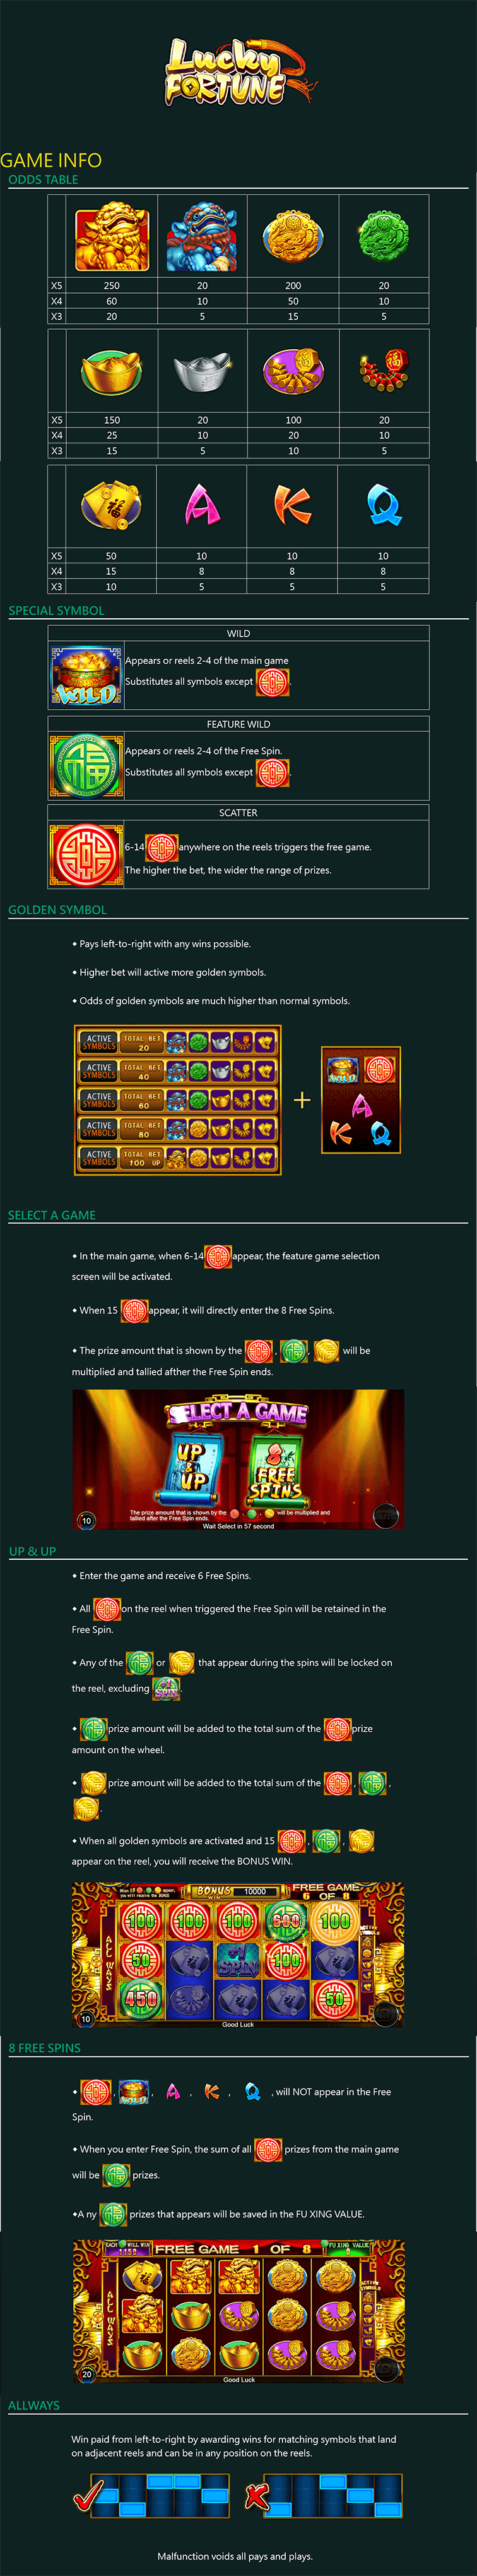 Lucky
FORTUNE
GAME INFO
ODDS TABLE
X5 250 20 200 20
X4 60 10 50 10
X3 20 5 15 5
X5 150 20 100 20
X4 25 10 20 10
X3 15 5 10 5
A K Q
X5 50 10 10 10
X4 15 8 8 8
X3 10 5 5 5
SPECIAL SYMBOL
WILD
WILD
Appears or reels 2-4 of the main game
Substitutes all symbols except .
FEATURE WILD
福
Appears or reels 2-4 of the Free Spin.
Substitutes all symbols except .
SCATTER
6-14 anywhere on the reels triggers the free game.
The higher the bet, the wider the range of prizes.
GOLDEN SYMBOL
Pays left-to-right with any wins possible.
Higher bet will active more golden symbols.
Odds of golden symbols are much higher than normal symbols.
ACTIVE SYMBOLS TOTAL BET 20
ACTIVE SYMBOLS TOTAL BET 40
ACTIVE SYMBOLS TOTAL BET 60
ACTIVE SYMBOLS TOTAL BET 80
ACTIVE SYMBOLS TOTAL BET 100 UP
+
WILD
A
K Q
SELECT A GAME
In the main game, when 6-14 appear, the feature game selection
screen will be activated.
When 15 appear, it will directly enter the 8 Free Spins.
The prize amount that is shown by the , , will be
multiplied and tallied afther the Free Spin ends.
SELECT A GAME
UP & UP
8 FREE SPINS
The prize amount that is shown by the , , will be multiplied and
tallied after the Free Spin ends.
Wait Select in 57 second
10
UP & UP
Enter the game and receive 6 Free Spins.
All on the reel when triggered the Free Spin will be retained in the
Free Spin.
Any of the or that appear during the spins will be locked on
the reel, excluding .
prize amount will be added to the total sum of the prize
amount on the wheel.
prize amount will be added to the total sum of the , ,
.
When all golden symbols are activated and 15 , ,
appear on the reel, you will receive the BONUS WIN.
When 15 appear,
you will receive the BONUS
BONUS WIN 10000
FREE GAME
6 OF 8
ALL WAYS
100 100 100 600 100
50 SPIN 100
450 50
ACTIVE SYMBOLS
10
Good Luck
8 FREE SPINS
, WILD, A , K , Q , will NOT appear in the Free
Spin.
When you enter Free Spin, the sum of all prizes from the main game
will be prizes.
A ny prizes that appears will be saved in the FU XING VALUE.
EACH WILL WIN
1150
FREE GAME 1 OF 8
FU XING VALUE
0
ALL WAYS
ACTIVE SYMBOLS
20
Good Luck
ALLWAYS
Win paid from left-to-right by awarding wins for matching symbols that land
on adjacent reels and can be in any position on the reels.
Malfunction voids all pays and plays.